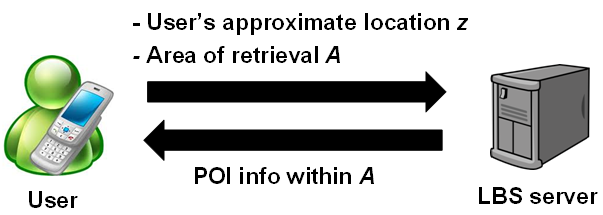 - User's approximate location z
- Area of retrieval A
POI info within A
User
LBS server